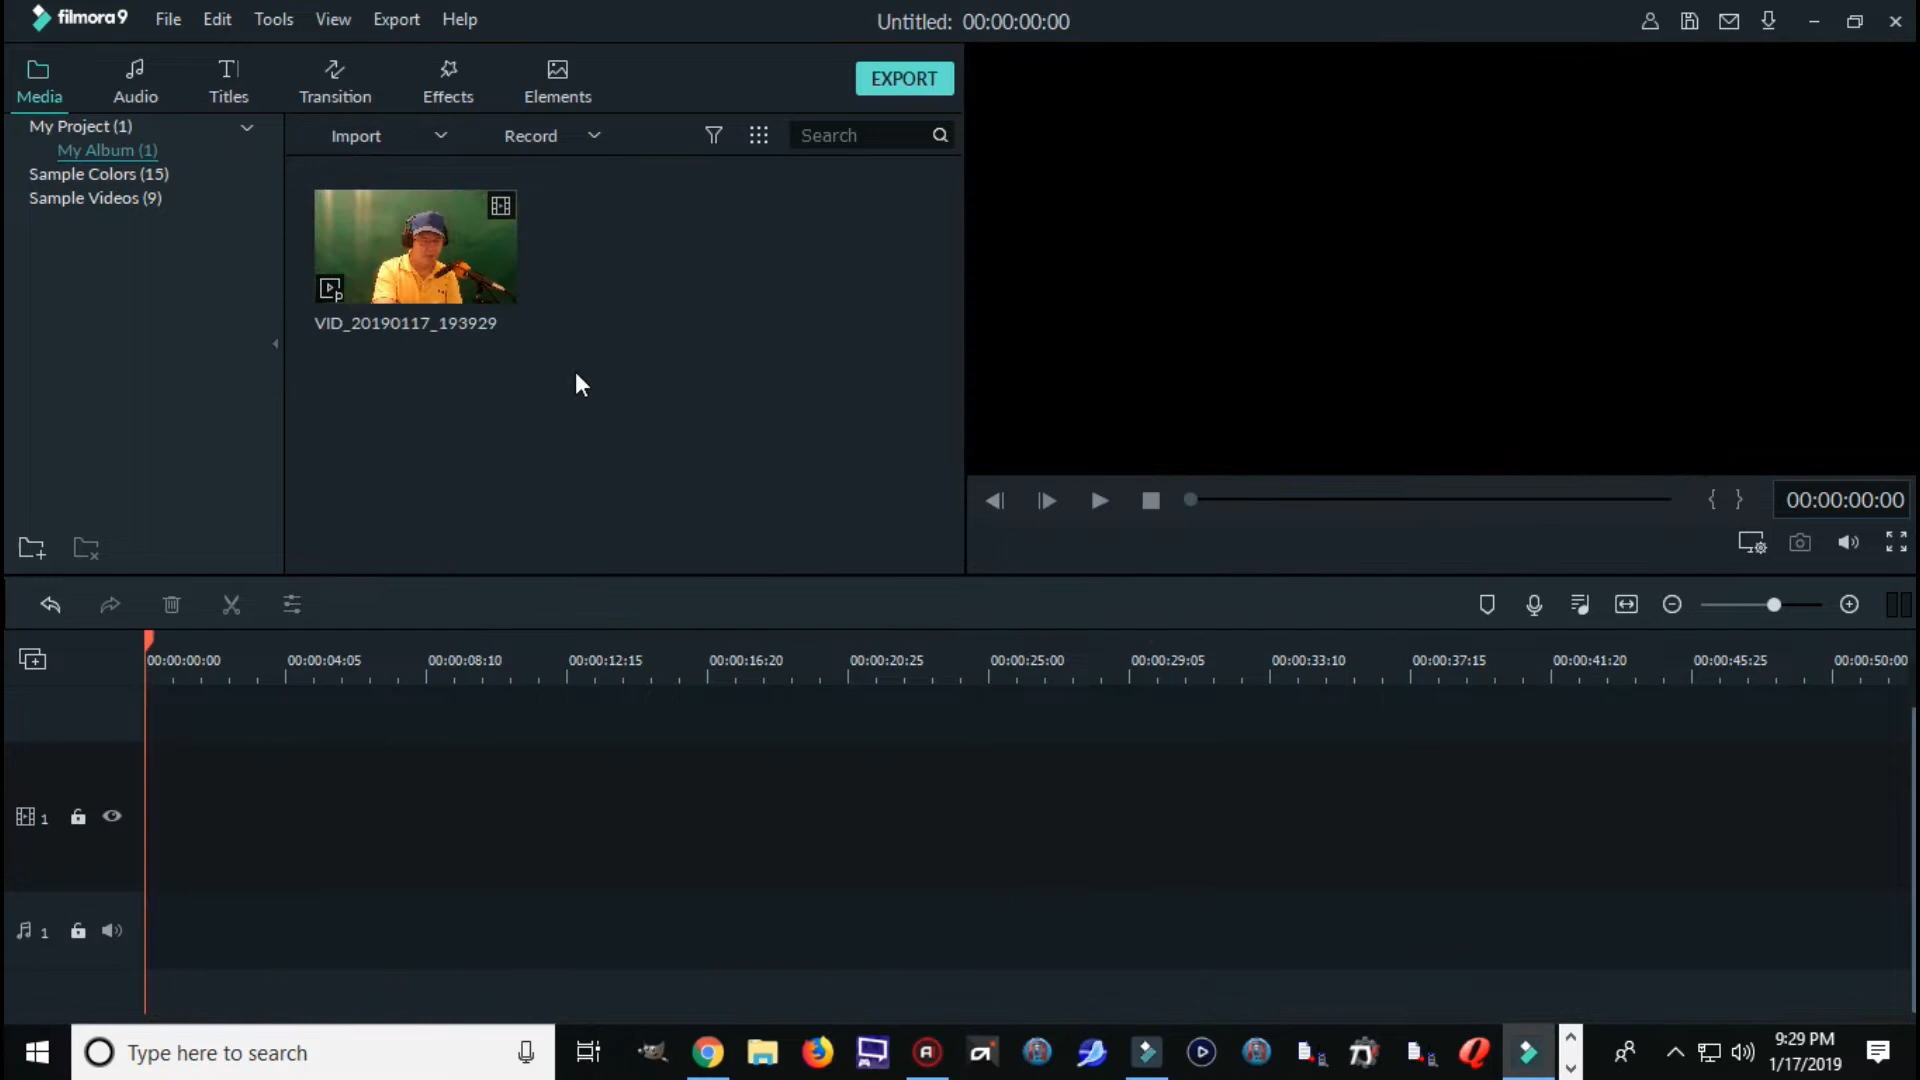 filmora9 File Edit Tools View Export Help
Untitled: 00:00:00:00
Media Audio Titles Transition Effects Elements
EXPORT
My Project (1)
My Album (1)
Sample Colors (15)
Sample Videos (9)
Import Record Search
VID_20190117_193929
00:00:00:00
00:00:00:00 00:00:04:05 00:00:08:10 00:00:12:15 00:00:16:20 00:00:20:25 00:00:25:00 00:00:29:05 00:00:33:10 00:00:37:15 00:00:41:20 00:00:45:25 00:00:50:00
1
1
Type here to search
9:29 PM
1/17/2019